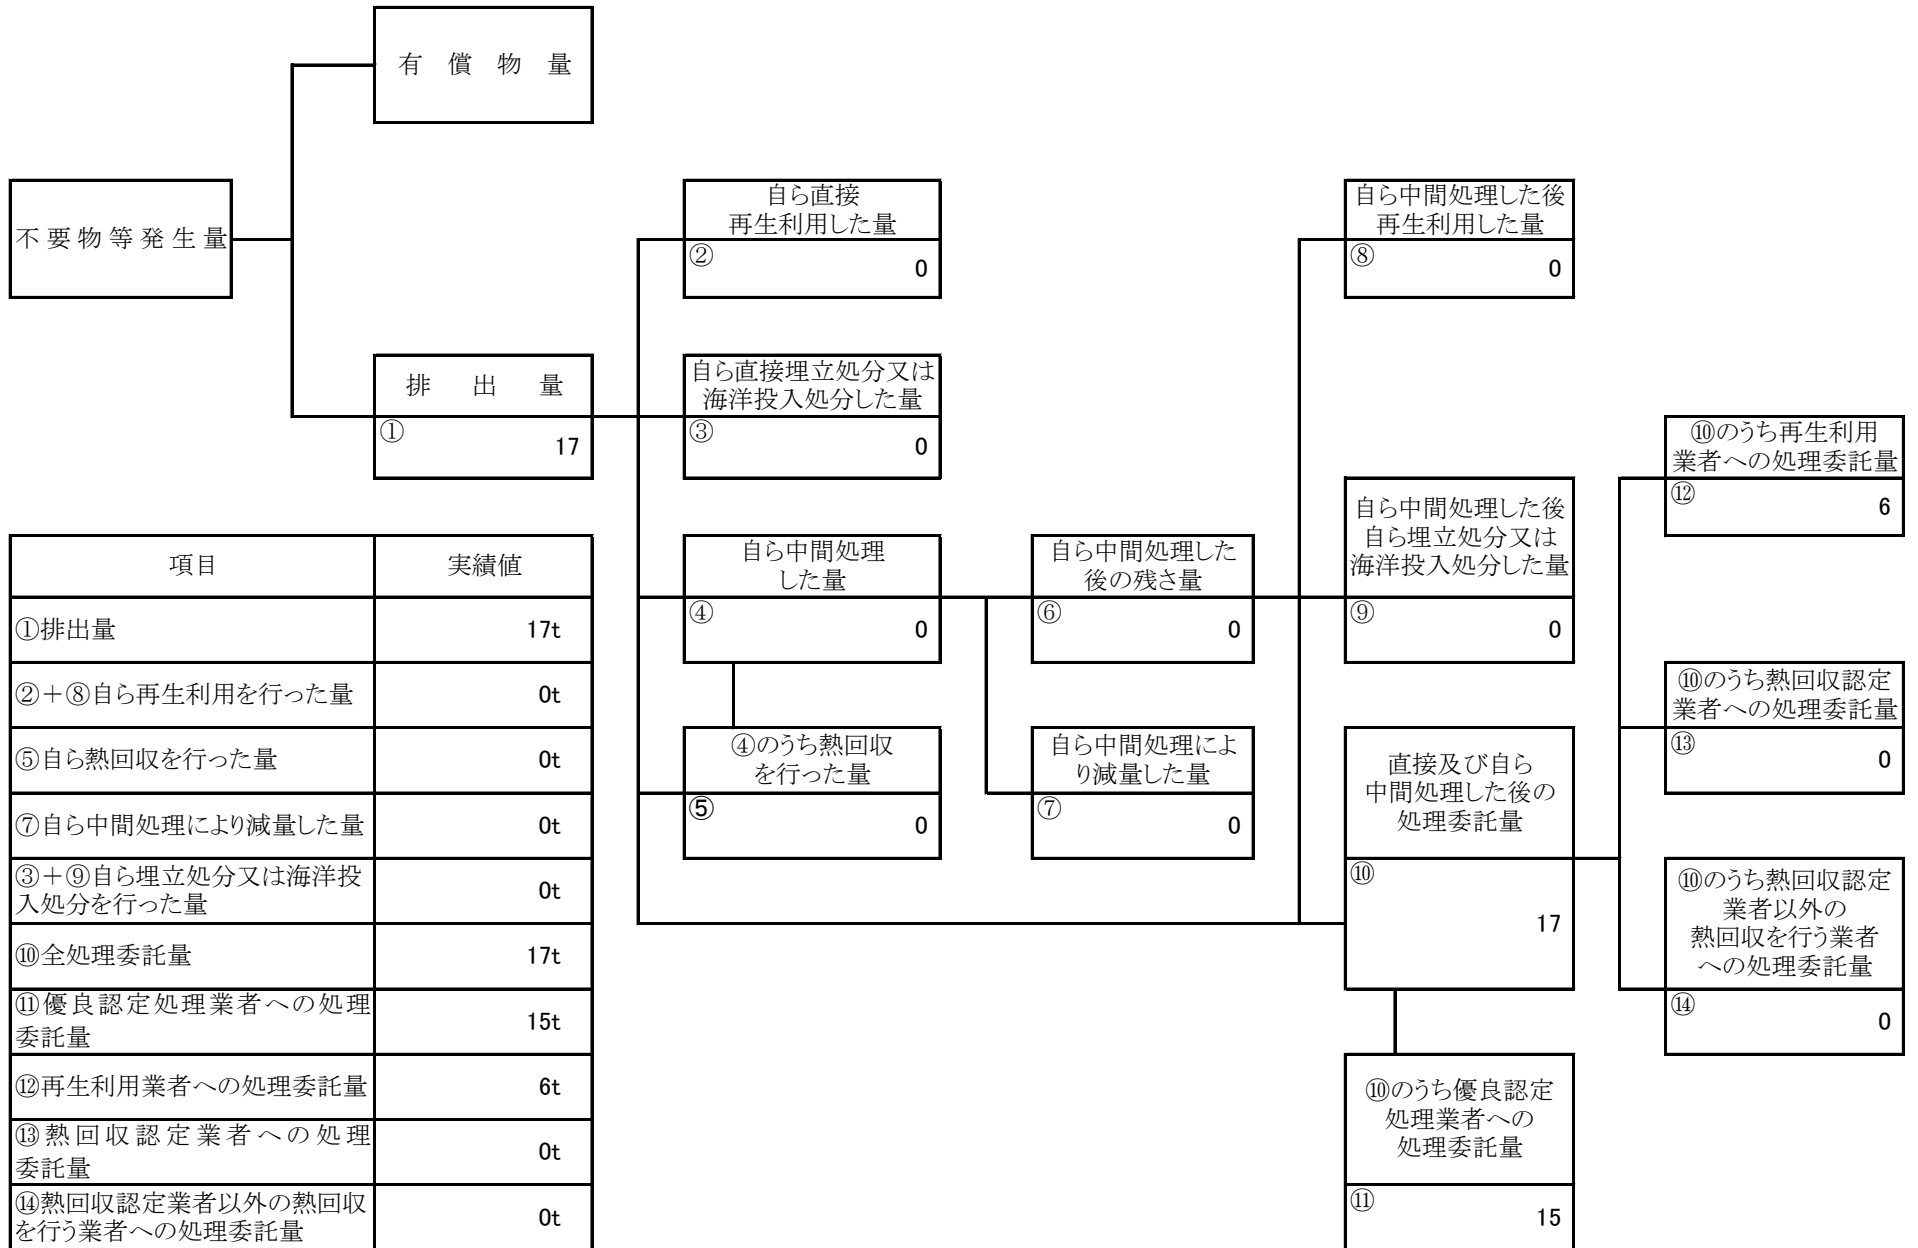 有 償 物 量
不 要 物 等 発 生 量
排 出 量
①
17
自ら直接
再生利用した量
②
0
自ら直接埋立処分又は
海洋投入処分した量
③
0
自ら中間処理
した量
④
0
④のうち熱回収
を行った量
⑤
0
自ら中間処理した
後の残さ量
⑥
0
自ら中間処理によ
り減量した量
⑦
0
自ら中間処理した後
再生利用した量
⑧
0
自ら中間処理した後
自ら埋立処分又は
海洋投入処分した量
⑨
0
直接及び自ら
中間処理した後の
処理委託量
⑩
17
⑩のうち優良認定
処理業者への
処理委託量
⑪
15
⑩のうち再生利用
業者への処理委託量
⑫
6
⑩のうち熱回収認定
業者への処理委託量
⑬
0
⑩のうち熱回収認定
業者以外の
熱回収を行う業者
への処理委託量
⑭
0
項目 実績値
①排出量 17t
②+⑧自ら再生利用を行った量 0t
⑤自ら熱回収を行った量 0t
⑦自ら中間処理により減量した量 0t
③+⑨自ら埋立処分又は海洋投
入処分を行った量 0t
⑩全処理委託量 17t
⑪優良認定処理業者への処理
委託量 15t
⑫再生利用業者への処理委託量 6t
⑬熱回収認定業者への処理
委託量 0t
⑭熱回収認定業者以外の熱回収
を行う業者への処理委託量 0t